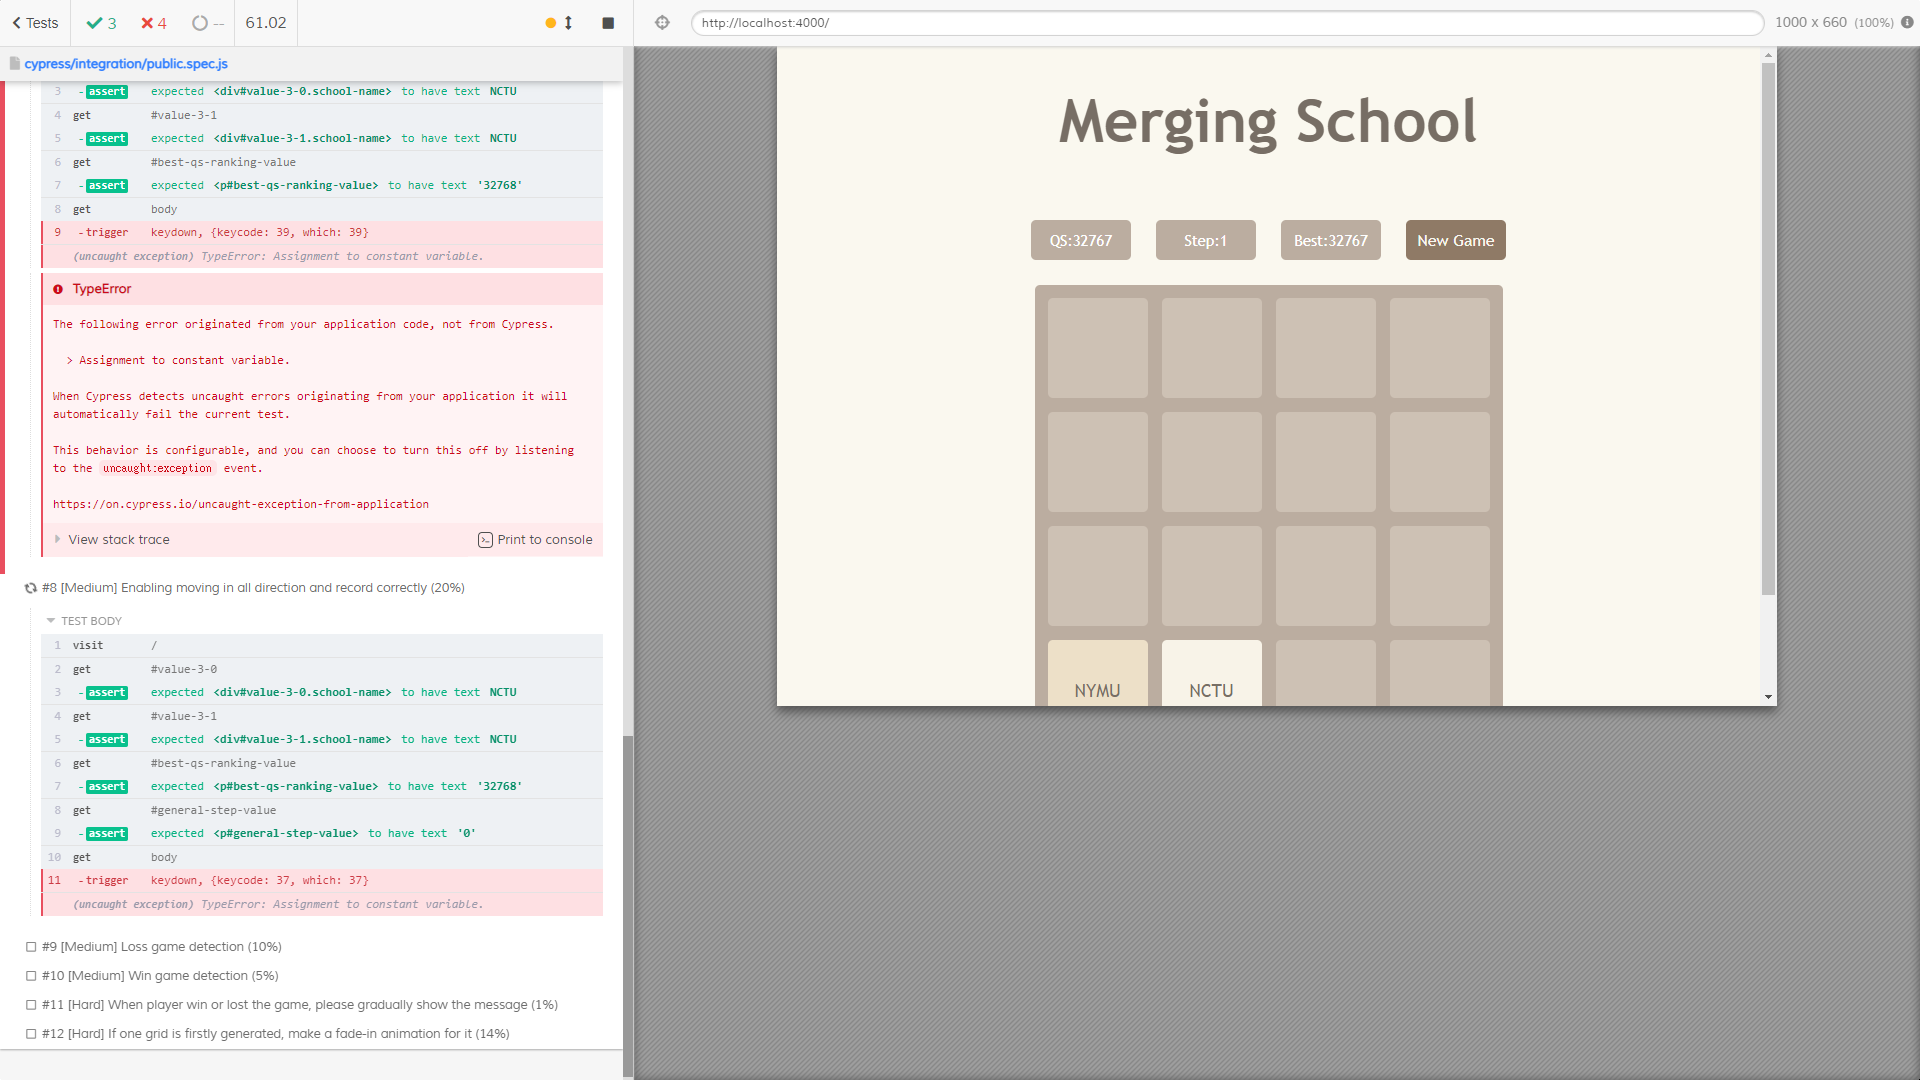 Tests
3
4
--
61.02
cypress/integration/public.spec.js
3 - assert expected <div#value-3-0.school-name> to have text NCTU
4 get #value-3-1
5 - assert expected <div#value-3-1.school-name> to have text NCTU
6 get #best-qs-ranking-value
7 - assert expected <p#best-qs-ranking-value> to have text '32768'
8 get body
9 - trigger keydown, {keycode: 39, which: 39}
(uncaught exception) TypeError: Assignment to constant variable.
TypeError
The following error originated from your application code, not from Cypress.
> Assignment to constant variable.
When Cypress detects uncaught errors originating from your application it will
automatically fail the current test.
This behavior is configurable, and you can choose to turn this off by listening
to the uncaught:exception event.
https://on.cypress.io/uncaught-exception-from-application
View stack trace
Print to console
#8 [Medium] Enabling moving in all direction and record correctly (20%)
TEST BODY
1 visit /
2 get #value-3-0
3 - assert expected <div#value-3-0.school-name> to have text NCTU
4 get #value-3-1
5 - assert expected <div#value-3-1.school-name> to have text NCTU
6 get #best-qs-ranking-value
7 - assert expected <p#best-qs-ranking-value> to have text '32768'
8 get #general-step-value
9 - assert expected <p#general-step-value> to have text '0'
10 get body
11 - trigger keydown, {keycode: 37, which: 37}
(uncaught exception) TypeError: Assignment to constant variable.
#9 [Medium] Loss game detection (10%)
#10 [Medium] Win game detection (5%)
#11 [Hard] When player win or lost the game, please gradually show the message (1%)
#12 [Hard] If one grid is firstly generated, make a fade-in animation for it (14%)
http://localhost:4000/
1000 x 660 (100%)
Merging School
QS:32767
Step:1
Best:32767
New Game
NYMU
NCTU